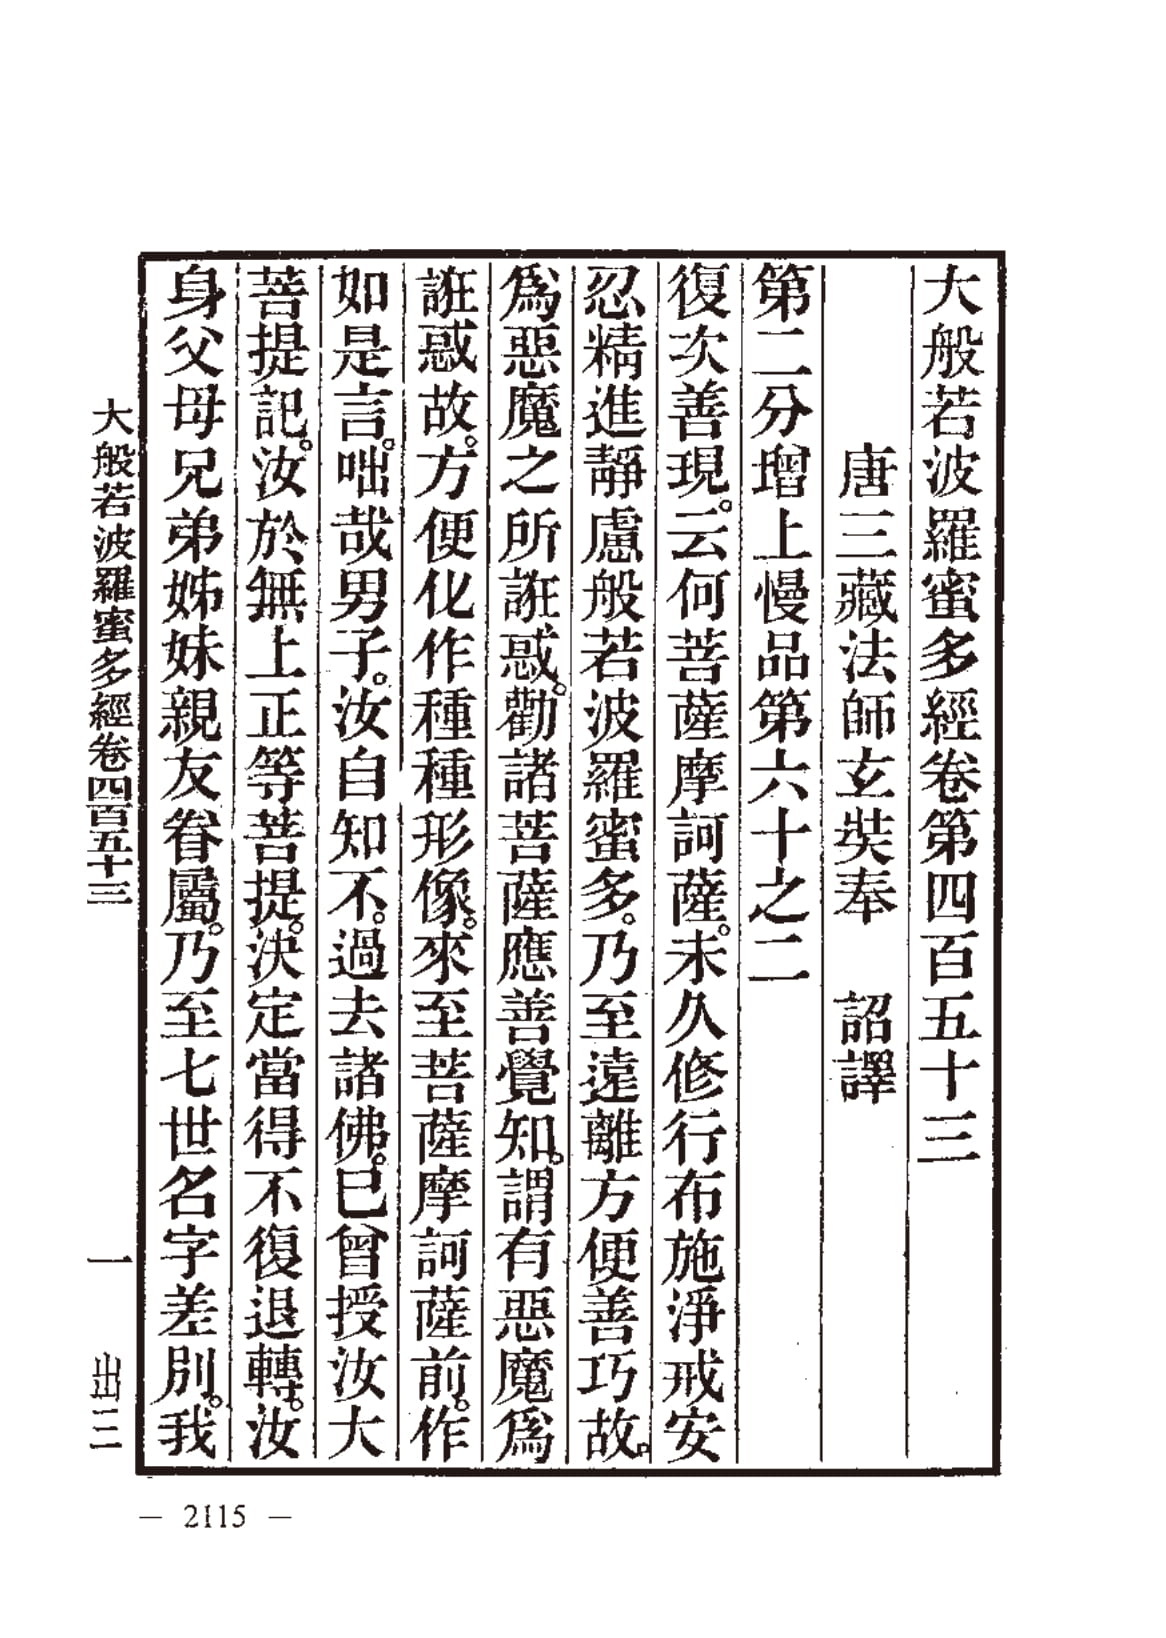 大般若波羅蜜多經卷第四百五十三
唐三藏法師玄奘奉　詔譯
第二分增上慢品第六十之二
復次善現。云何菩薩摩訶薩。未久修行布施淨戒安
忍精進靜慮般若波羅蜜多。乃至遠離方便善巧故。
爲惡魔之所誑惑。勸諸菩薩應善覺知。謂有惡魔爲
誑惑故。方便化作種種形像。來至菩薩摩訶薩前。作
如是言。咄哉男子。汝自知不。過去諸佛。已曾授汝大
菩提記。汝於無上正等菩提。決定當得不復退轉。汝
身父母兄弟姊妹親友眷屬。乃至七世名字差別。我
大般若波羅蜜多經卷四百五十三
一
出三
— 2115 —